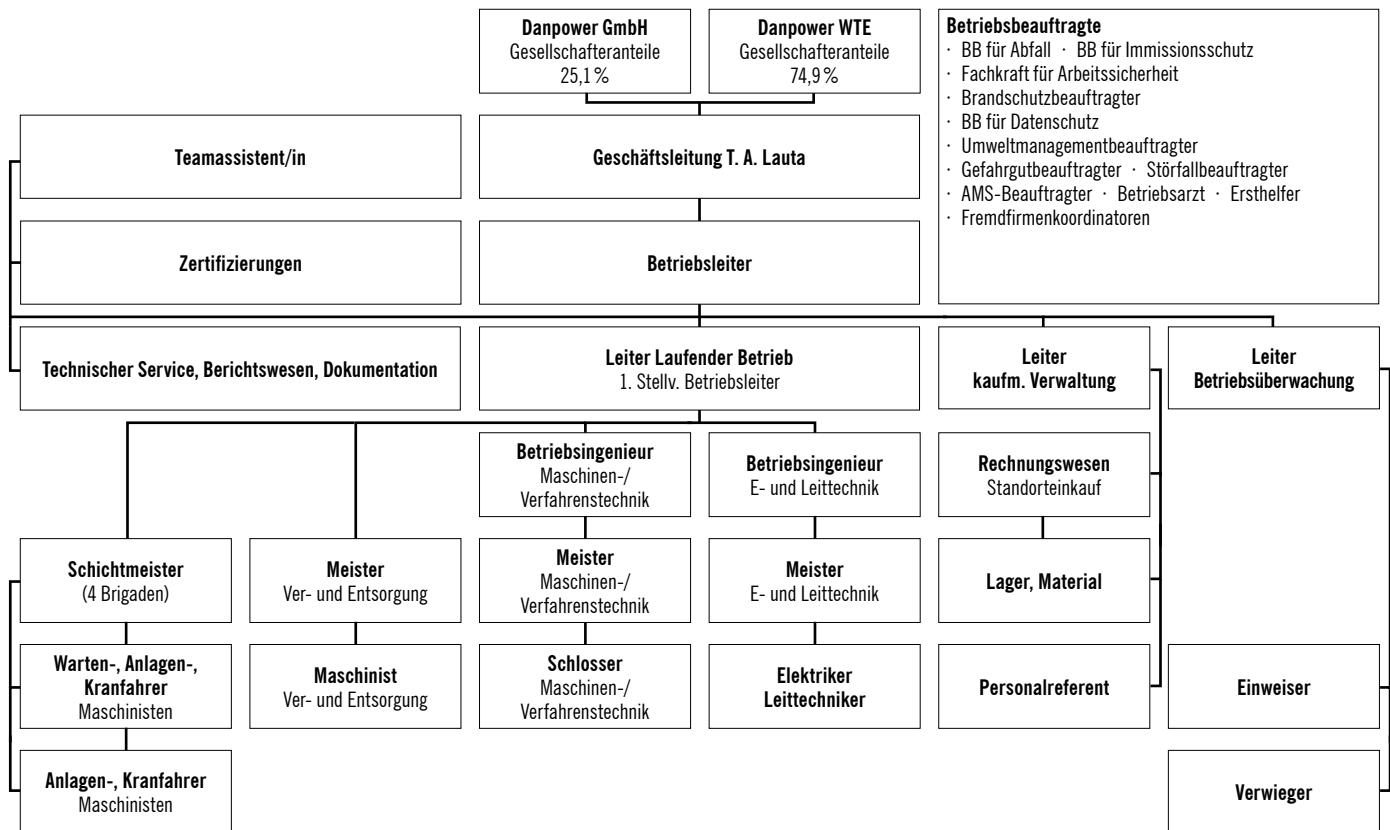 Danpower GmbH
Gesellschafteranteile
25,1 %
Danpower WTE
Gesellschafteranteile
74,9 %
Betriebsbeauftragte
· BB für Abfall · BB für Immissionsschutz
· Fachkraft für Arbeitssicherheit
· Brandschutzbeauftragter
· BB für Datenschutz
· Umweltmanagementbeauftragter
· Gefahrgutbeauftragter · Störfallbeauftragter
· AMS-Beauftragter · Betriebsarzt · Ersthelfer
· Fremdfirmenkoordinatoren
Teamassistent/in
Geschäftsleitung T. A. Lauta
Zertifizierungen
Betriebsleiter
Technischer Service, Berichtswesen, Dokumentation
Leiter Laufender Betrieb
1. Stellv. Betriebsleiter
Leiter
kaufm. Verwaltung
Leiter
Betriebsüberwachung
Betriebsingenieur
Maschinen-/
Verfahrenstechnik
Betriebsingenieur
E- und Leittechnik
Rechnungswesen
Standorteinkauf
Schichtmeister
(4 Brigaden)
Meister
Ver- und Entsorgung
Meister
Maschinen-/
Verfahrenstechnik
Meister
E- und Leittechnik
Lager, Material
Warten-, Anlagen-,
Kranfahrer
Maschinisten
Maschinist
Ver- und Entsorgung
Schlosser
Maschinen-/
Verfahrenstechnik
Elektriker
Leittechniker
Personalreferent
Einweiser
Anlagen-, Kranfahrer
Maschinisten
Verwieger